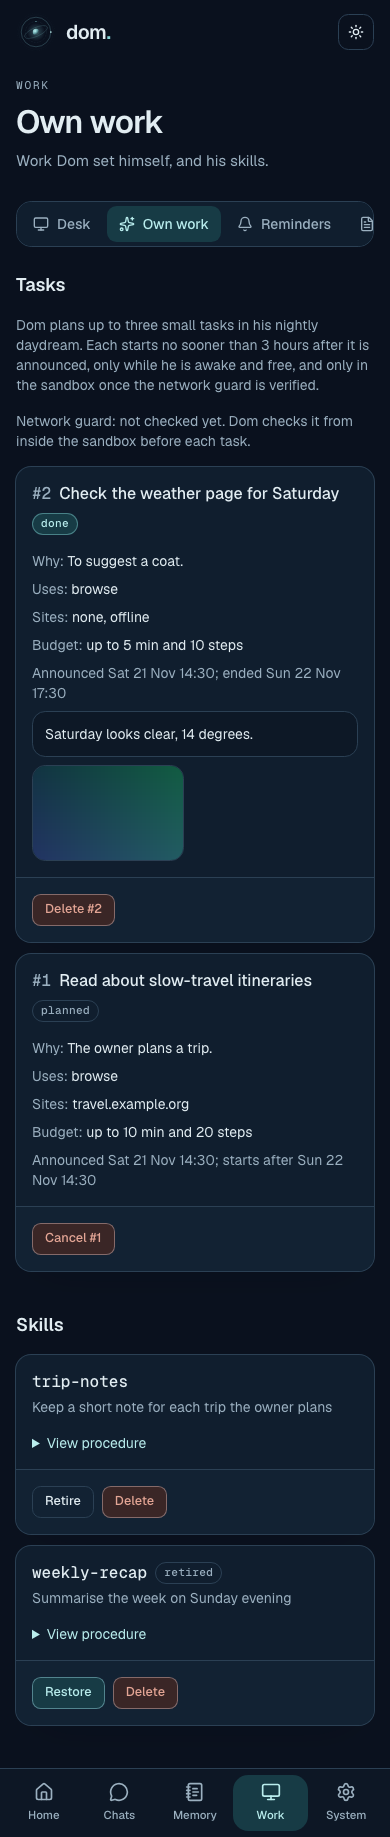 dom.
WORK
Own work
Work Dom set himself, and his skills.
Desk
Own work
Reminders
Tasks
Dom plans up to three small tasks in his nightly
daydream. Each starts no sooner than 3 hours after it is
announced, only while he is awake and free, and only in
the sandbox once the network guard is verified.
Network guard: not checked yet. Dom checks it from
inside the sandbox before each task.
#2 Check the weather page for Saturday
done
Why: To suggest a coat.
Uses: browse
Sites: none, offline
Budget: up to 5 min and 10 steps
Announced Sat 21 Nov 14:30; ended Sun 22 Nov
17:30
Saturday looks clear, 14 degrees.
Delete #2
#1 Read about slow-travel itineraries
planned
Why: The owner plans a trip.
Uses: browse
Sites: travel.example.org
Budget: up to 10 min and 20 steps
Announced Sat 21 Nov 14:30; starts after Sun 22
Nov 14:30
Cancel #1
Skills
trip-notes
Keep a short note for each trip the owner plans
View procedure
Retire
Delete
weekly-recap retired
Summarise the week on Sunday evening
View procedure
Restore
Delete
Home
Chats
Memory
Work
System